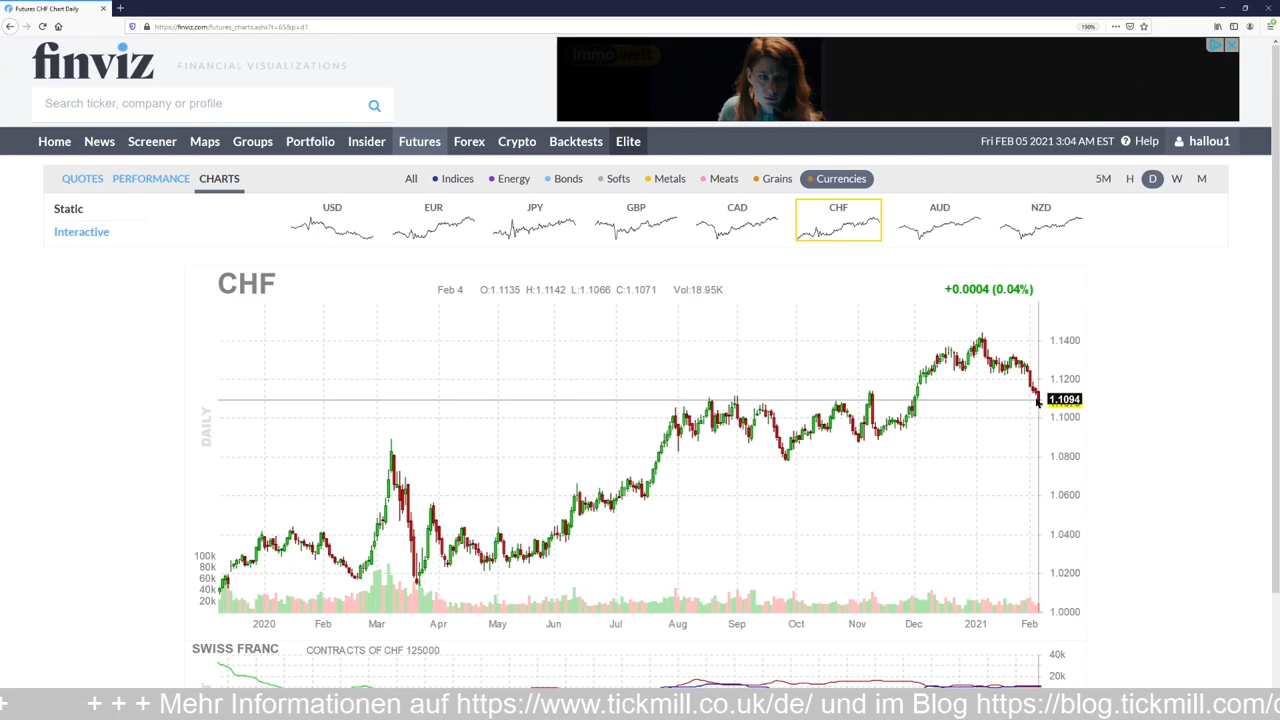 Futures CHF Chart Daily
https://finviz.com/futures_charts.ashx?t=6S&p=d1
190%
finviz
FINANCIAL VISUALIZATIONS
immo welt
Search ticker, company or profile
Home News Screener Maps Groups Portfolio Insider Futures Forex Crypto Backtests Elite
Fri FEB 05 2021 3:04 AM EST Help hallou1
QUOTES PERFORMANCE CHARTS
All Indices Energy Bonds Softs Metals Meats Grains Currencies
5M H D W M
Static
Interactive
USD EUR JPY GBP CAD CHF AUD NZD
CHF
Feb 4 O:1.1135 H:1.1142 L:1.1066 C:1.1071 Vol:18.95K
+0.0004 (0.04%)
DAILY
1.1400
1.1200
1.1094
1.1000
1.0800
1.0600
1.0400
1.0200
1.0000
100k
80k
60k
40k
20k
2020 Feb Mar Apr May Jun Jul Aug Sep Oct Nov Dec 2021 Feb
SWISS FRANC CONTRACTS OF CHF 125000
40k
20k
+ + + + Mehr Informationen auf https://www.tickmill.co.uk/de/ und im Blog https://blog.tickmill.com/